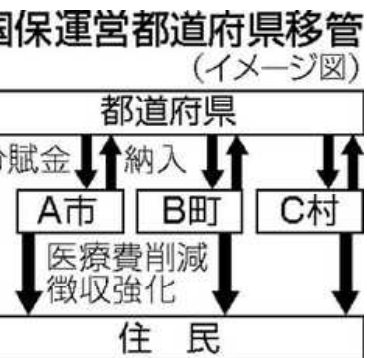 国保運営都道府県移管
(イメージ図)
都道府県
分賦金
納入
A市
B町
C村
医療費削減
徴収強化
住民